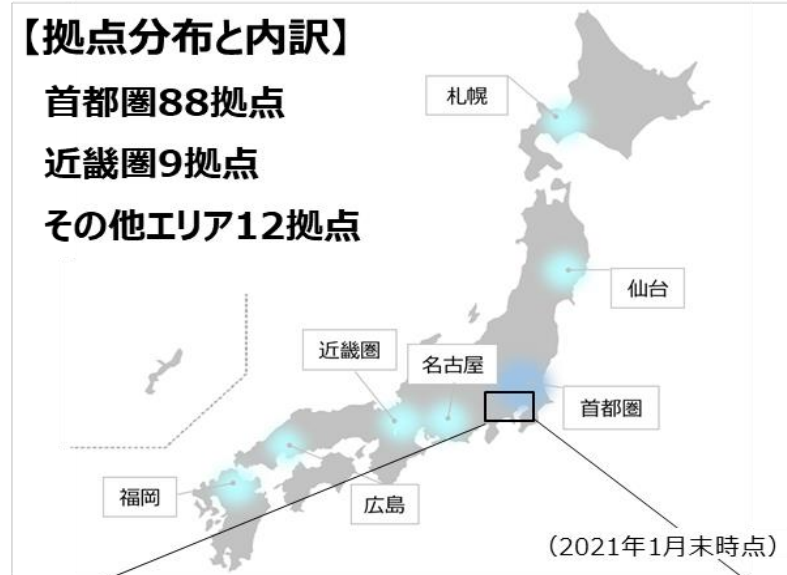 【拠点分布と内訳】
首都圏88拠点
近畿圏9拠点
その他エリア12拠点
札幌
仙台
近畿圏
名古屋
首都圏
福岡
広島
（2021年1月末時点）